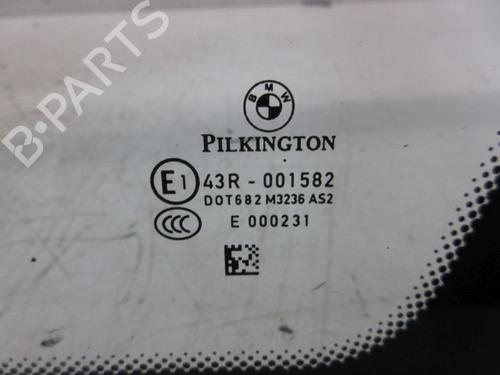 BMW
PILKINGTON
E1 43R - 001582
DOT682 M3236 AS2
CCC E 000231
B-PARTS